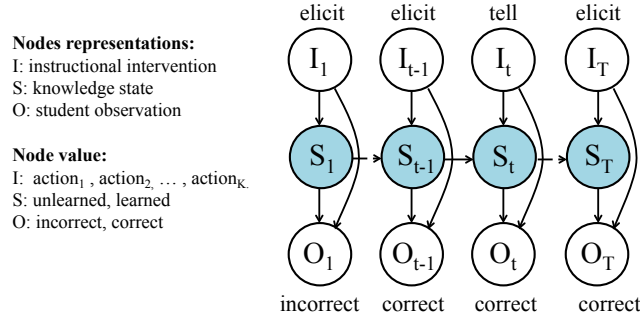 elicit elicit tell elicit
Nodes representations:
I: instructional intervention
S: knowledge state
O: student observation
Node value:
I: action1 , action2, … , actionK.
S: unlearned, learned
O: incorrect, correct
I1 It-1 It IT
S1 St-1 St ST
O1 Ot-1 Ot OT
incorrect correct correct correct